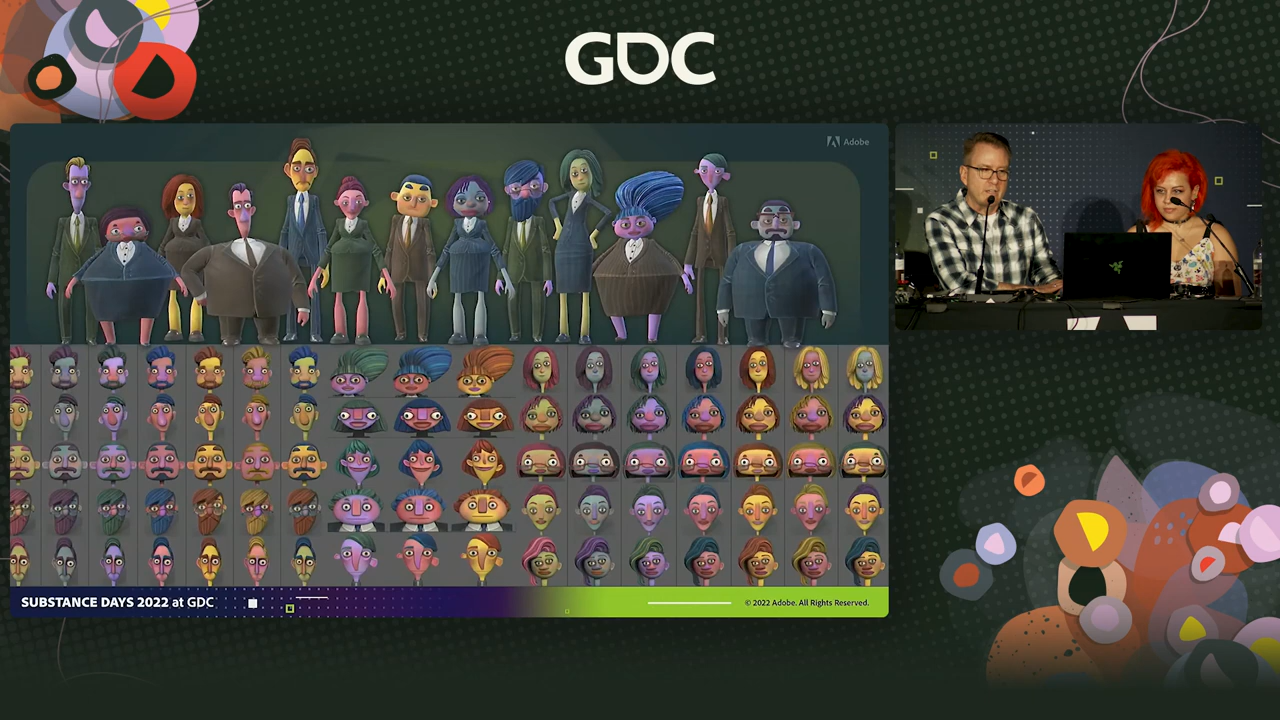 GDC
Adobe
SUBSTANCE DAYS 2022 at GDC
© 2022 Adobe. All Rights Reserved.